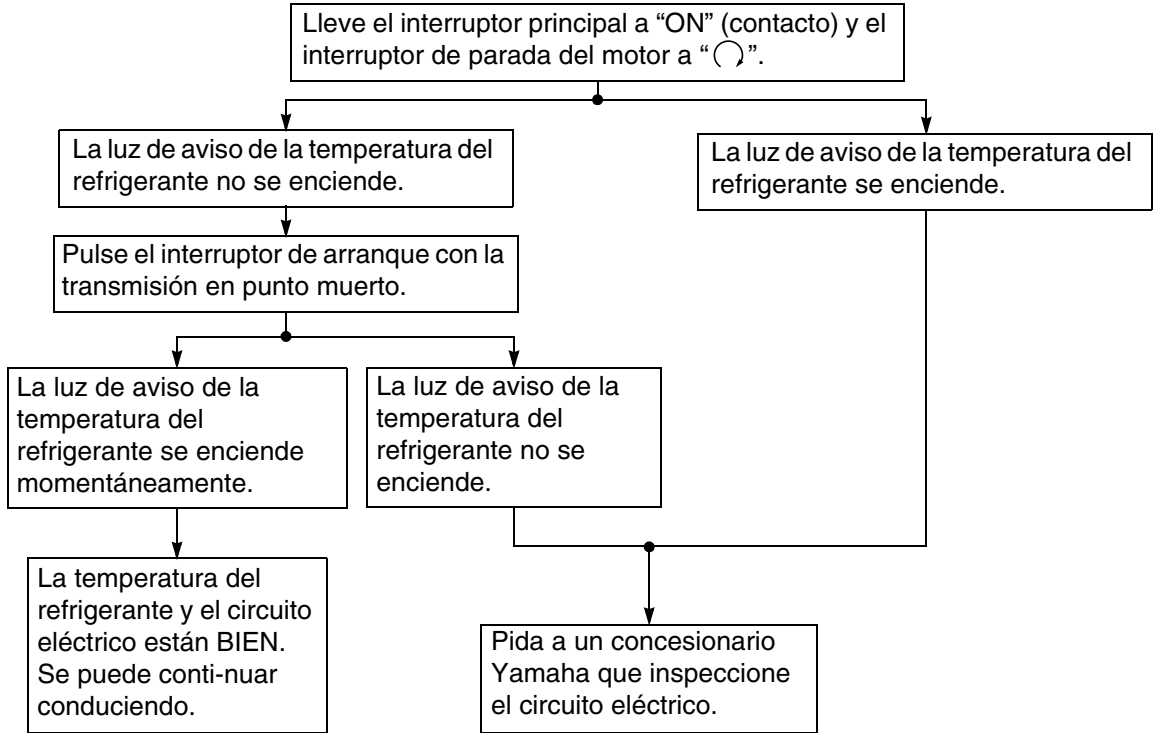 Lleve el interruptor principal a “ON” (contacto) y el
interruptor de parada del motor a “ ”.
La luz de aviso de la temperatura del
refrigerante no se enciende.
La luz de aviso de la temperatura del
refrigerante se enciende.
Pulse el interruptor de arranque con la
transmisión en punto muerto.
La luz de aviso de la
temperatura del
refrigerante se enciende
momentáneamente.
La luz de aviso de la
temperatura del
refrigerante no se
enciende.
La temperatura del
refrigerante y el circuito
eléctrico están BIEN.
Se puede conti-nuar
conduciendo.
Pida a un concesionario
Yamaha que inspeccione
el circuito eléctrico.